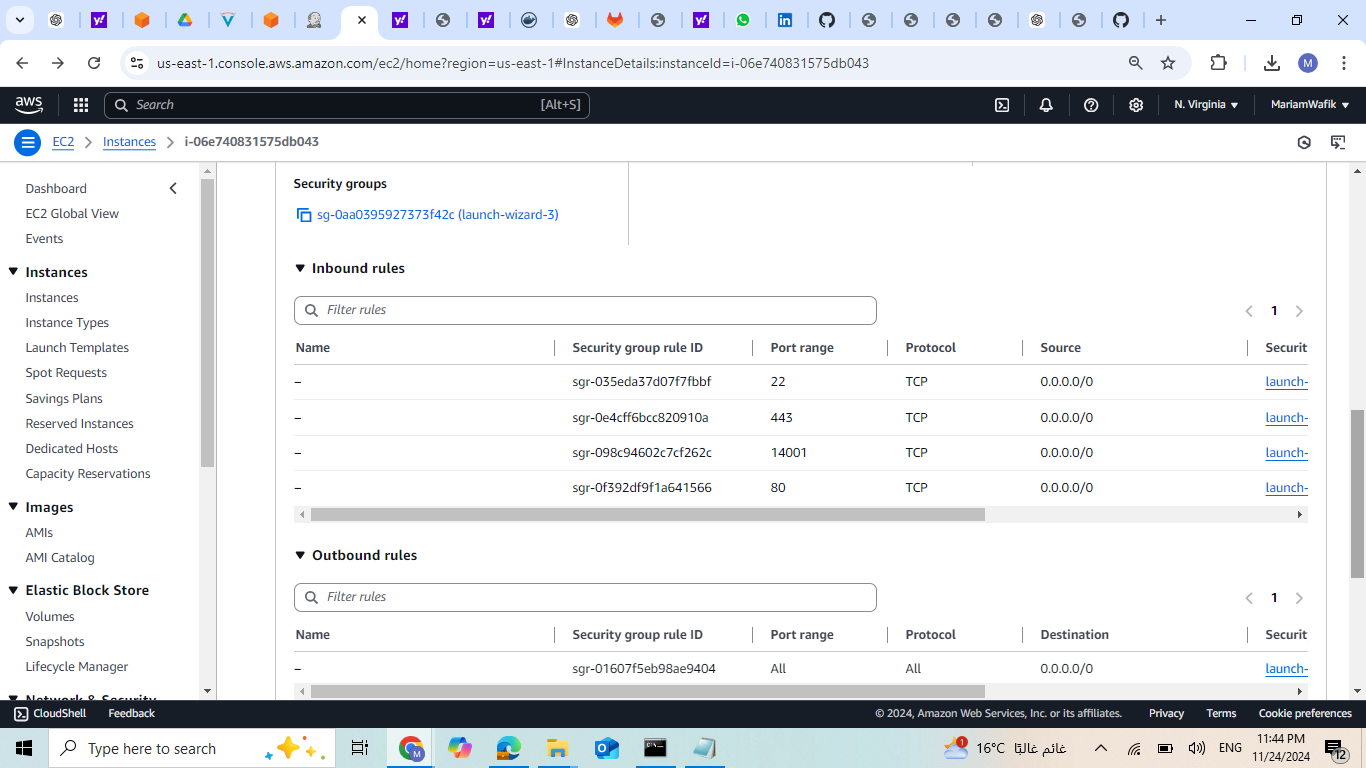 us-east-1.console.aws.amazon.com/ec2/home?region=us-east-1#InstanceDetails:instanceId=i-06e740831575db043
M
aws
Search
[Alt+S]
N. Virginia
MariamWafik
EC2
Instances
i-06e740831575db043
Dashboard
EC2 Global View
Events
Instances
Instances
Instance Types
Launch Templates
Spot Requests
Savings Plans
Reserved Instances
Dedicated Hosts
Capacity Reservations
Images
AMIs
AMI Catalog
Elastic Block Store
Volumes
Snapshots
Lifecycle Manager
Network & Security
Security groups
sg-0aa0395927373f42c (launch-wizard-3)
Inbound rules
Filter rules
1
Name Security group rule ID Port range Protocol Source Securit
– sgr-035eda37d07f7fbbf 22 TCP 0.0.0.0/0 launch-
– sgr-0e4cff6bcc820910a 443 TCP 0.0.0.0/0 launch-
– sgr-098c94602c7cf262c 14001 TCP 0.0.0.0/0 launch-
– sgr-0f392df9f1a641566 80 TCP 0.0.0.0/0 launch-
Outbound rules
Filter rules
1
Name Security group rule ID Port range Protocol Destination Securit
– sgr-01607f5eb98ae9404 All All 0.0.0.0/0 launch-
CloudShell Feedback
© 2024, Amazon Web Services, Inc. or its affiliates. Privacy Terms Cookie preferences
Type here to search
1
16°C غائم غالبًا
ENG
11:44 PM
11/24/2024
12